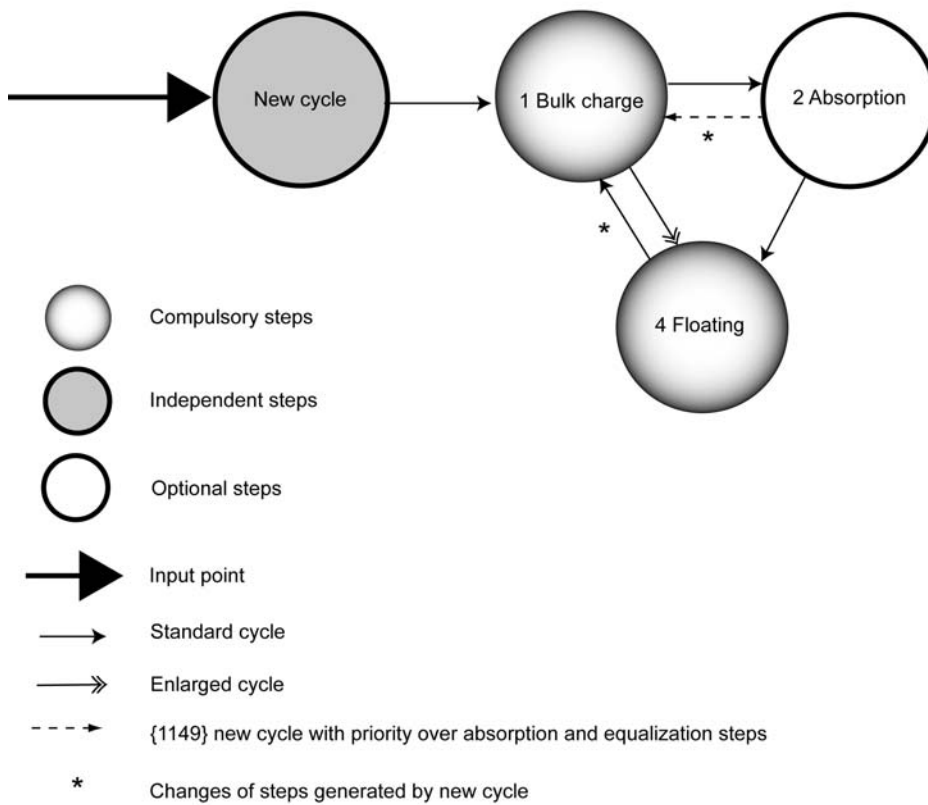 New cycle
1 Bulk charge
2 Absorption
*
*
4 Floating
Compulsory steps
Independent steps
Optional steps
Input point
Standard cycle
Enlarged cycle
{1149} new cycle with priority over absorption and equalization steps
* Changes of steps generated by new cycle